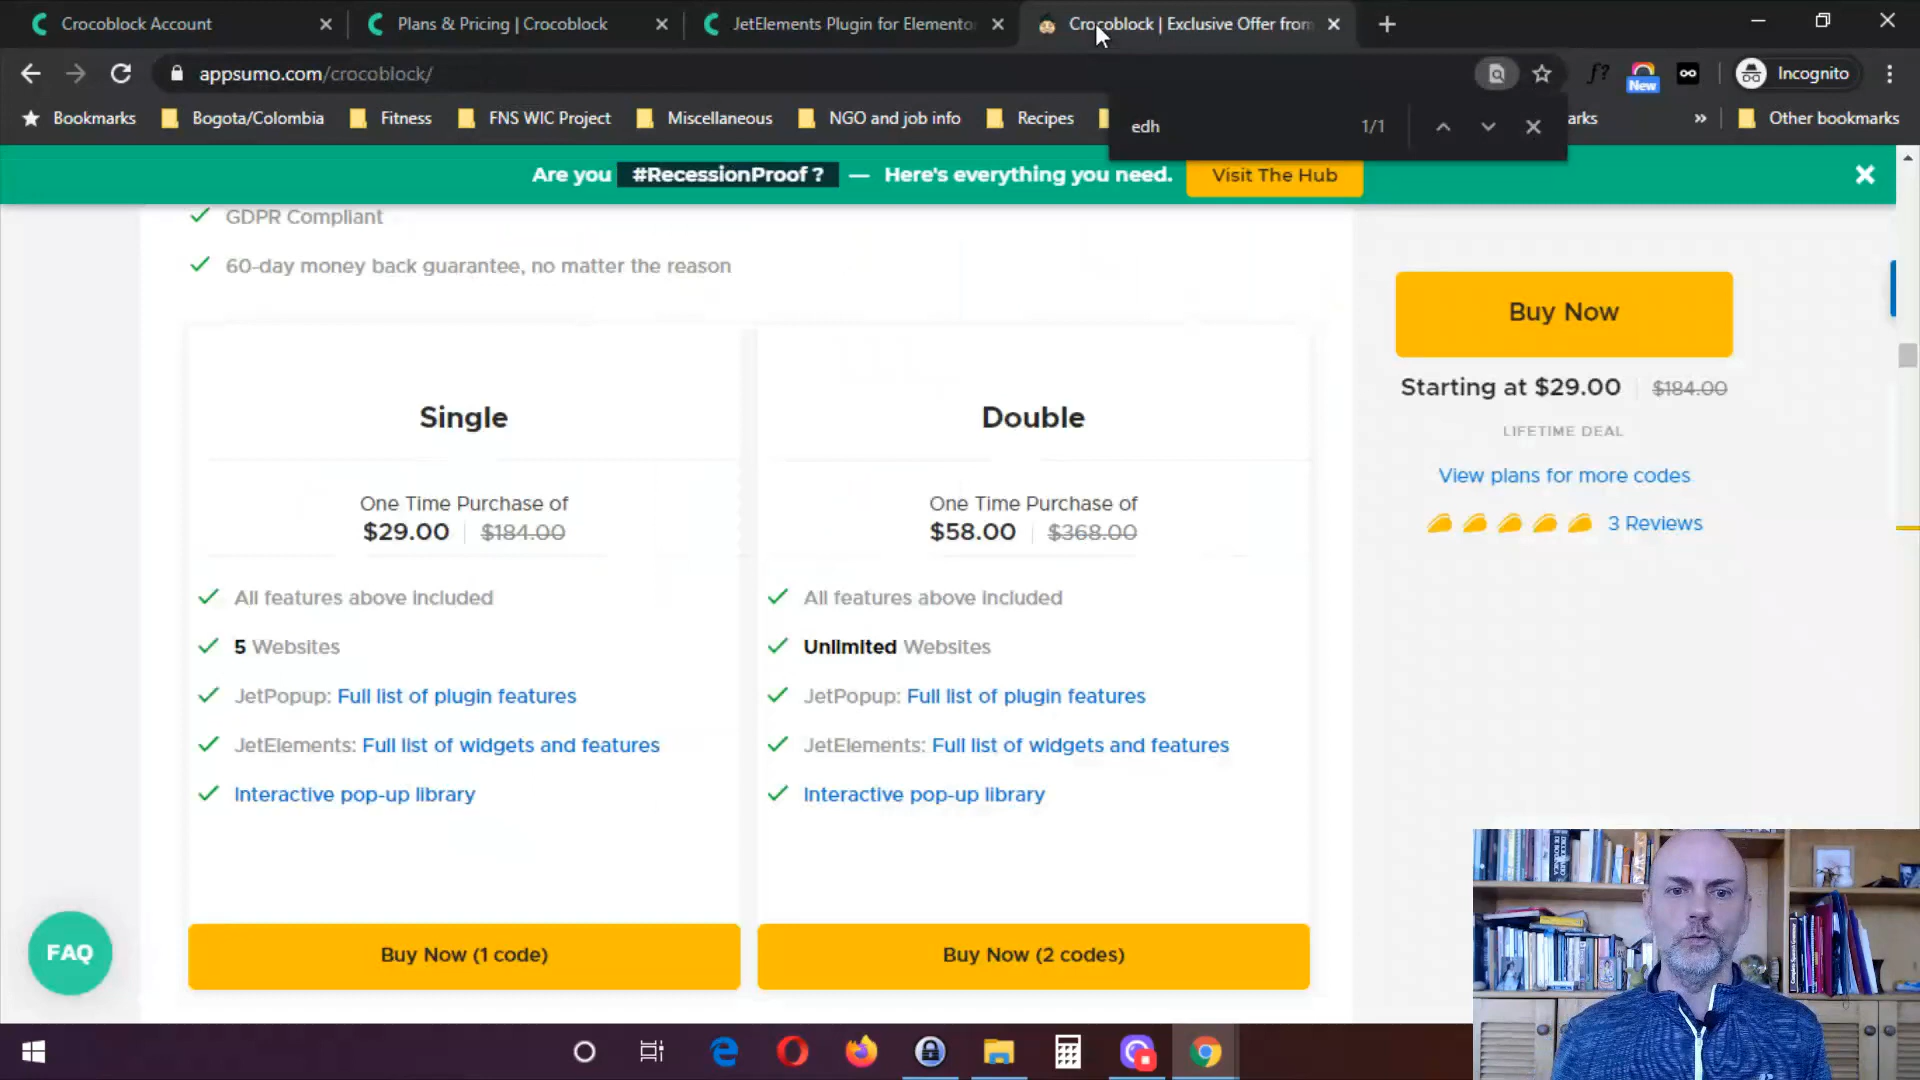 Crocoblock Account
Plans & Pricing | Crocoblock
JetElements Plugin for Elemento
Crocoblock | Exclusive Offer from
appsumo.com/crocoblock/
f?
New
Incognito
Bookmarks
Bogota/Colombia
Fitness
FNS WIC Project
Miscellaneous
NGO and job info
Recipes
arks
»
Other bookmarks
edh
1/1
Are you #RecessionProof ? — Here's everything you need.
Visit The Hub
GDPR Compliant
60-day money back guarantee, no matter the reason
Single
One Time Purchase of
$29.00 $184.00
All features above included
5 Websites
JetPopup: Full list of plugin features
JetElements: Full list of widgets and features
Interactive pop-up library
Buy Now (1 code)
Double
One Time Purchase of
$58.00 $368.00
All features above included
Unlimited Websites
JetPopup: Full list of plugin features
JetElements: Full list of widgets and features
Interactive pop-up library
Buy Now (2 codes)
Buy Now
Starting at $29.00 $184.00
LIFETIME DEAL
View plans for more codes
3 Reviews
FAQ